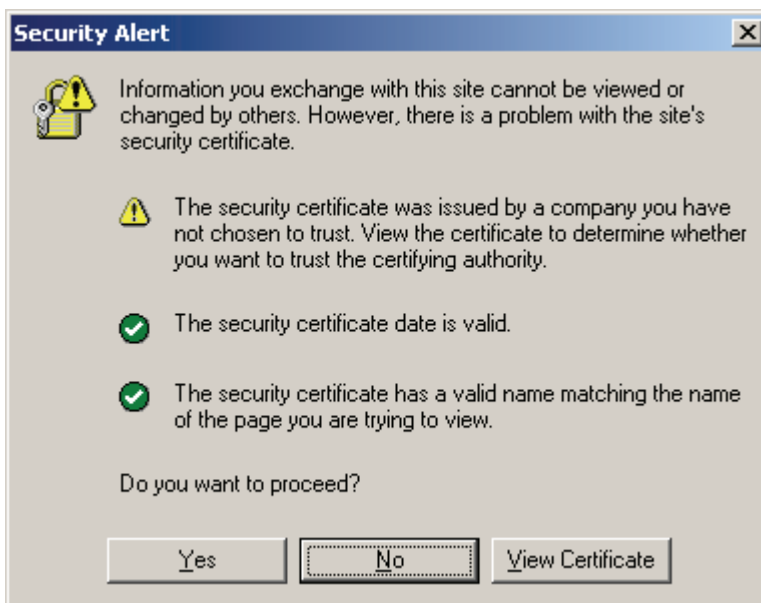 Security Alert
Information you exchange with this site cannot be viewed or
changed by others. However, there is a problem with the site's
security certificate.
The security certificate was issued by a company you have
not chosen to trust. View the certificate to determine whether
you want to trust the certifying authority.
The security certificate date is valid.
The security certificate has a valid name matching the name
of the page you are trying to view.
Do you want to proceed?
Yes
No
View Certificate